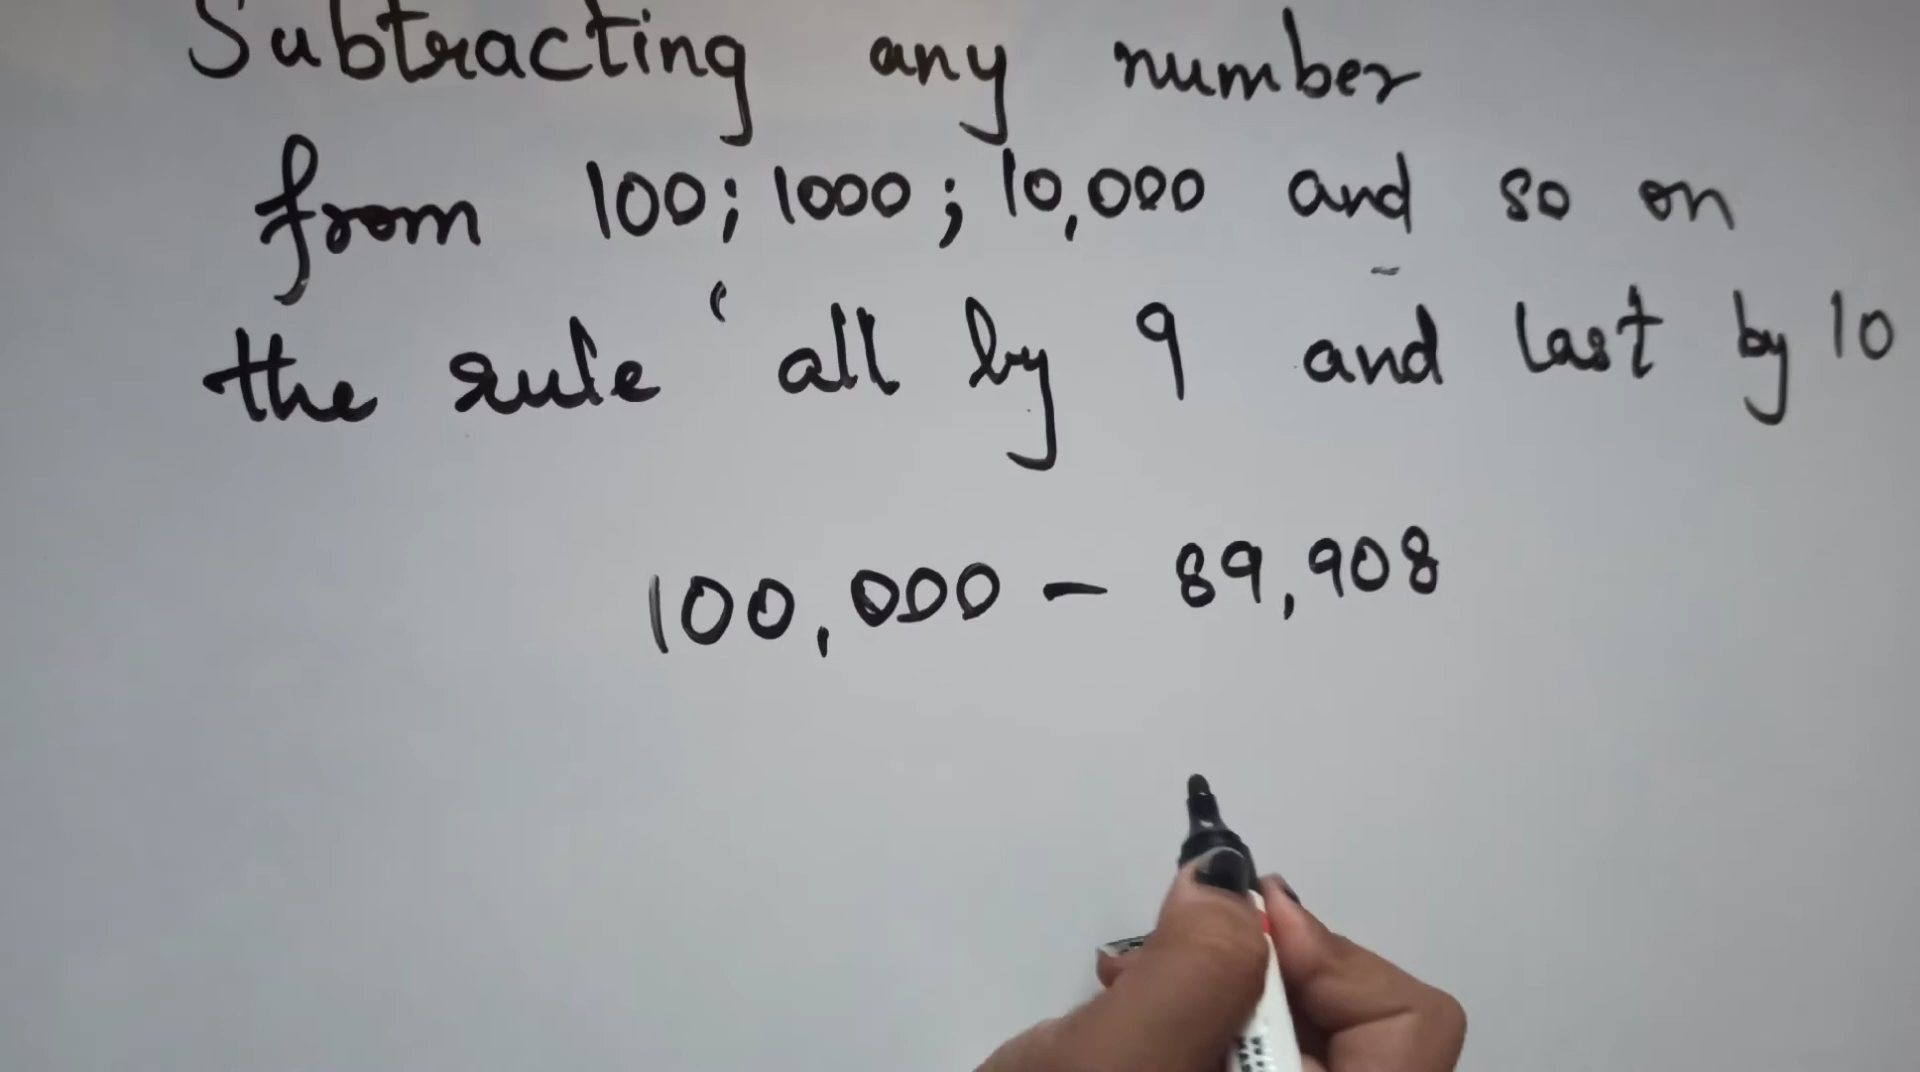 Subtracting any number
from 100; 1000; 10,000 and so on
the rule ‘ all by 9 and last by 10
100,000 - 89,908